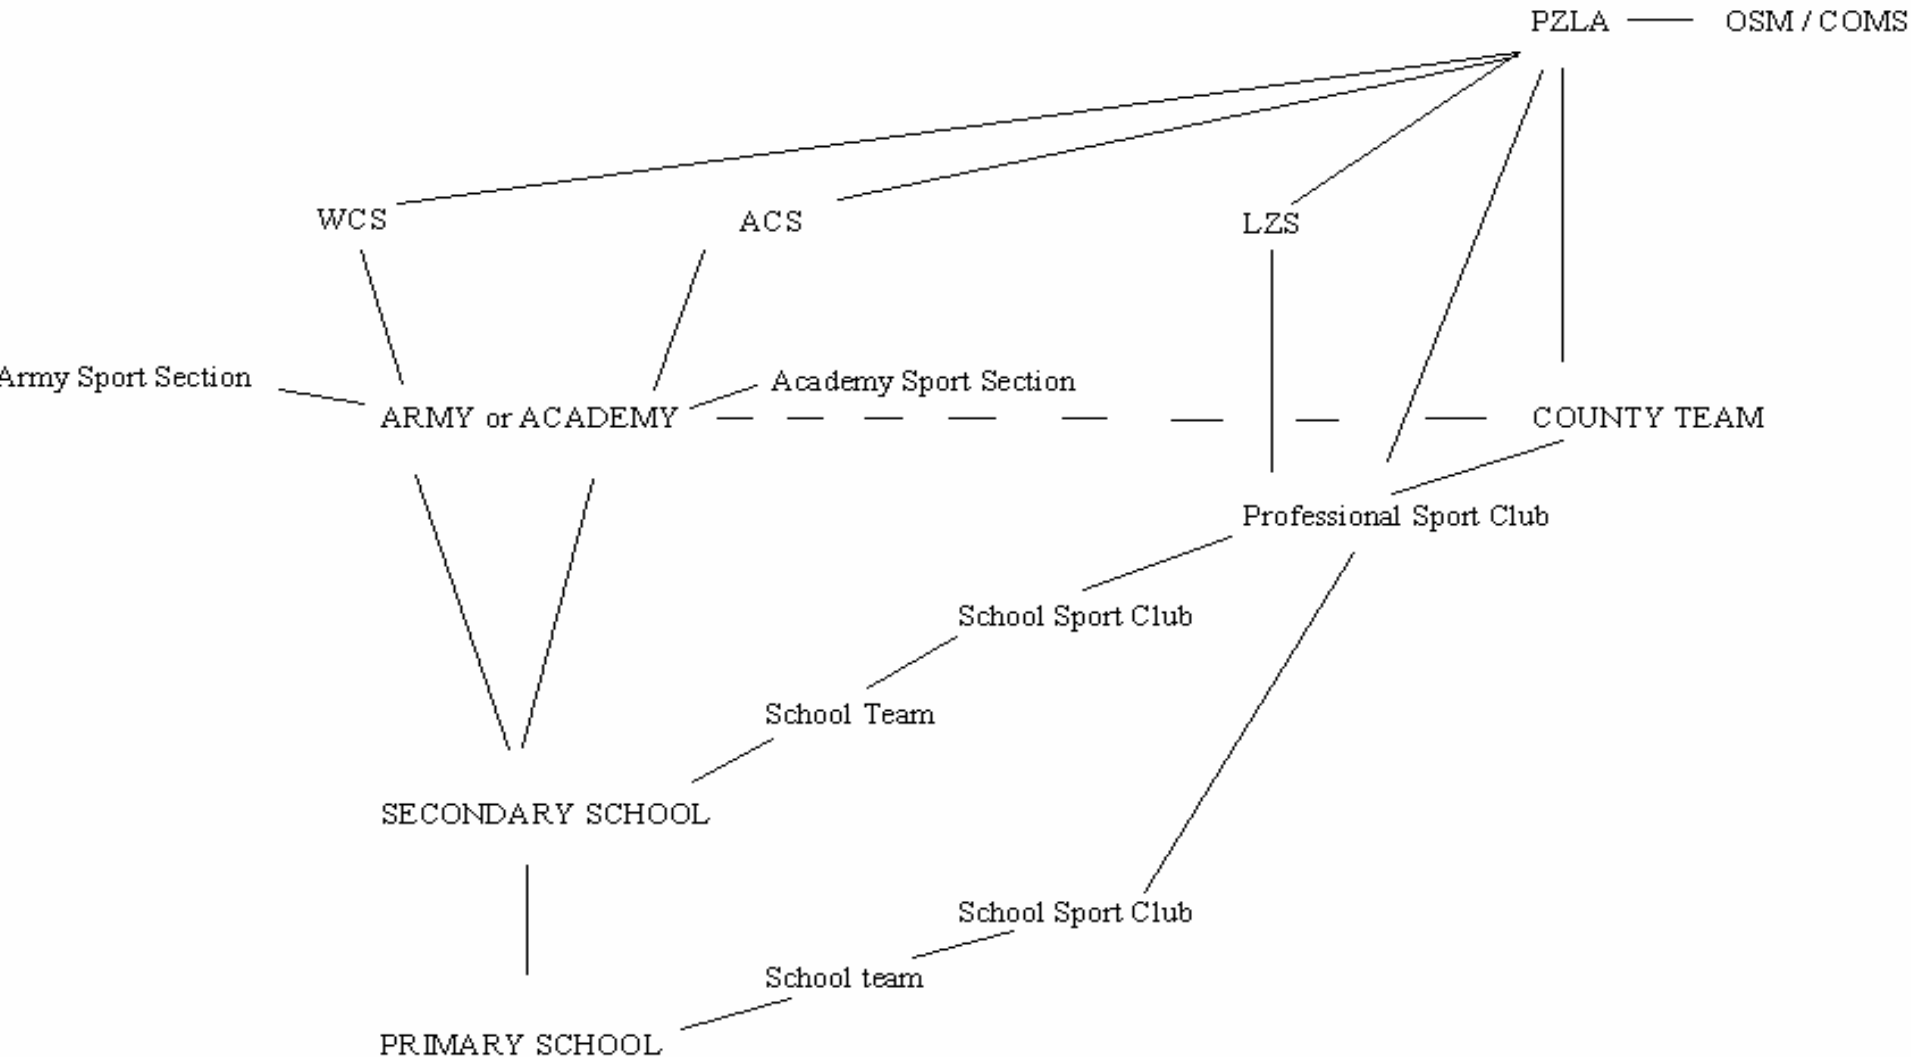 PZLA
OSM / COMS
WCS
ACS
LZS
Army Sport Section
Academy Sport Section
ARMY or ACADEMY
COUNTY TEAM
Professional Sport Club
School Sport Club
School Team
SECONDARY SCHOOL
School Sport Club
School team
PRIMARY SCHOOL